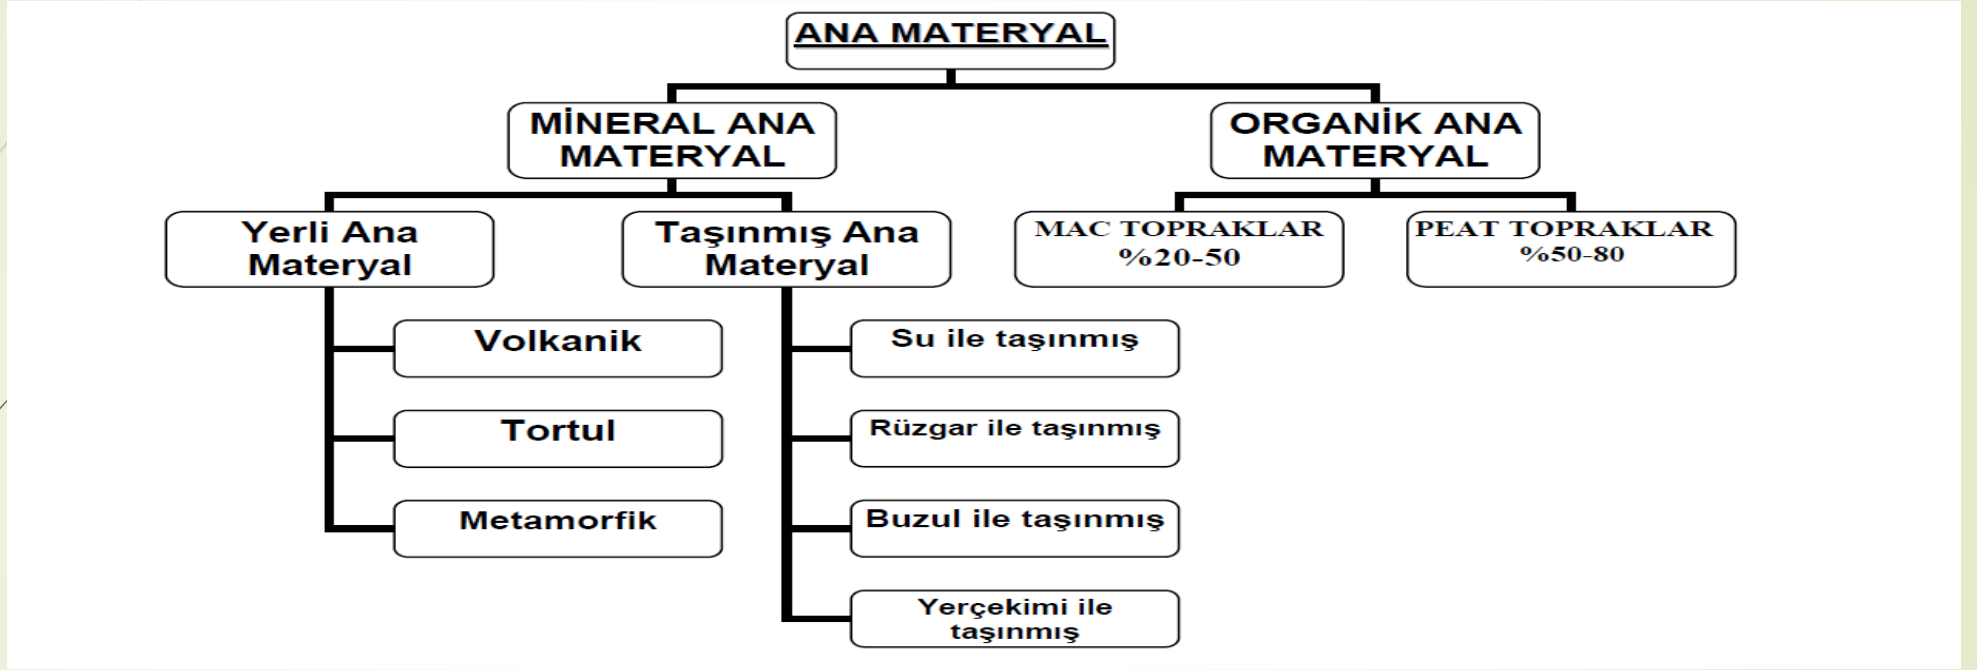 ANA MATERYAL
MİNERAL ANA
MATERYAL
ORGANİK ANA
MATERYAL
Yerli Ana
Materyal
Taşınmış Ana
Materyal
MAC TOPRAKLAR
%20-50
PEAT TOPRAKLAR
%50-80
Volkanik
Tortul
Metamorfik
Su ile taşınmış
Rüzgar ile taşınmış
Buzul ile taşınmış
Yerçekimi ile
taşınmış